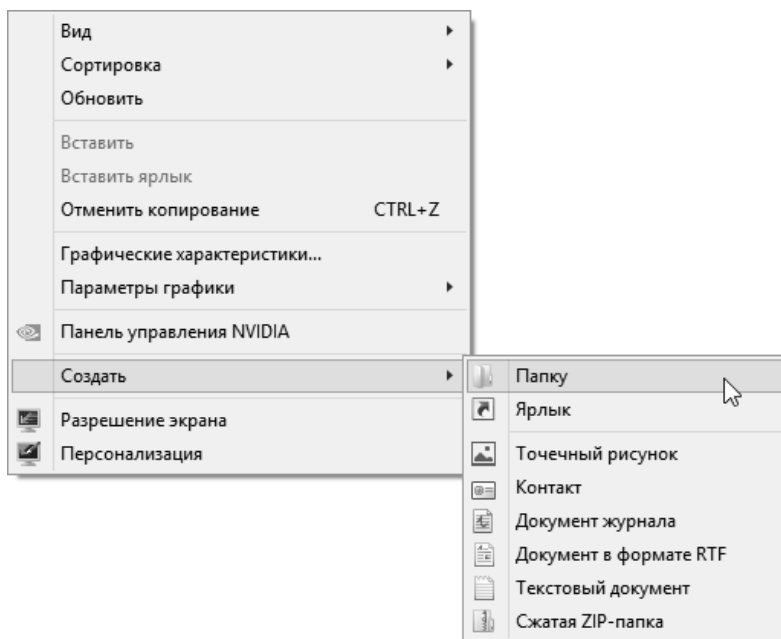 Вид
Сортировка
Обновить
Вставить
Вставить ярлык
Отменить копирование CTRL+Z
Графические характеристики...
Параметры графики
Панель управления NVIDIA
Создать
Разрешение экрана
Персонализация
Папку
Ярлык
Точечный рисунок
Контакт
Документ журнала
Документ в формате RTF
Текстовый документ
Сжатая ZIP-папка